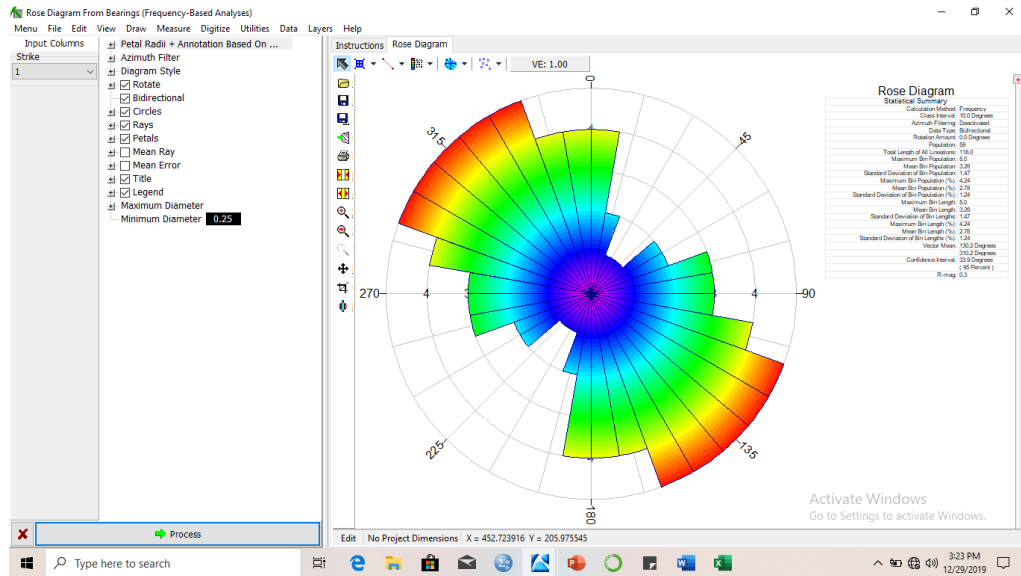 Rose Diagram From Bearings (Frequency-Based Analyses)
Menu File Edit View Draw Measure Digitize Utilities Data Layers Help
Input Columns
Strike
1
Petal Radii + Annotation Based On ...
Azimuth Filter
Diagram Style
Rotate
Bidirectional
Circles
Rays
Petals
Mean Ray
Mean Error
Title
Legend
Maximum Diameter
Minimum Diameter 0.25
Process
Instructions Rose Diagram
VE: 1.00
0
45
90
135
180
225
270
315
4
4
4
4
Rose Diagram
Statistical Summary
Calculation Method: Frequency
Class Interval: 10.0 Degrees
Azimuth Filtering: Deactivated
Data Type: Bidirectional
Rotation Amount: 0.0 Degrees
Population: 59
Total Length of All Lineations: 118.0
Maximum Bin Population: 5.0
Mean Bin Population: 3.28
Standard Deviation of Bin Population: 1.47
Maximum Bin Population (%): 4.24
Mean Bin Population (%): 2.78
Standard Deviation of Bin Population (%): 1.24
Maximum Bin Length: 5.0
Mean Bin Length: 3.28
Standard Deviation of Bin Lengths: 1.47
Maximum Bin Length (%): 4.24
Mean Bin Length (%): 2.78
Standard Deviation of Bin Lengths (%): 1.24
Vector Mean: 130.2 Degrees
310.2 Degrees
Confidence Interval: 33.9 Degrees
( 95 Percent )
R-mag: 0.3
Activate Windows
Go to Settings to activate Windows.
Edit No Project Dimensions X = 452.723916 Y = 205.975545
Type here to search
3:23 PM
12/29/2019